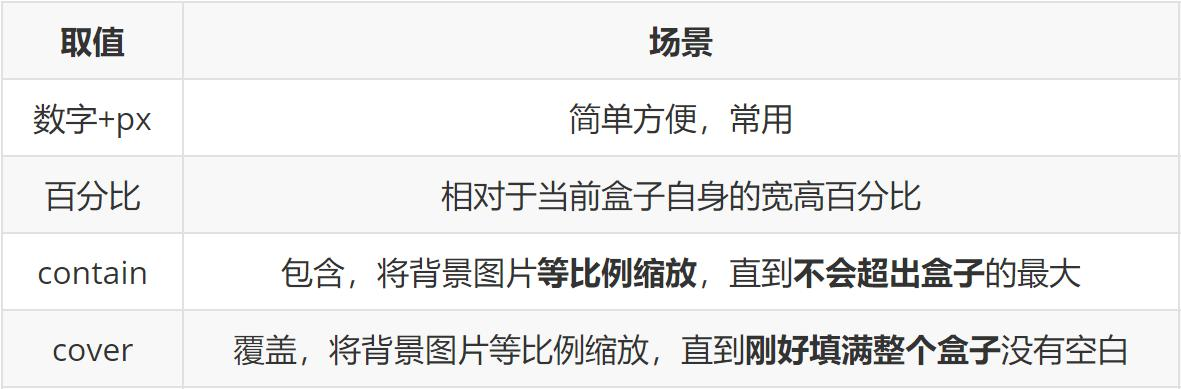 取值 场景
数字+px 简单方便，常用
百分比 相对于当前盒子自身的宽高百分比
contain 包含，将背景图片等比例缩放，直到不会超出盒子的最大
cover 覆盖，将背景图片等比例缩放，直到刚好填满整个盒子没有空白